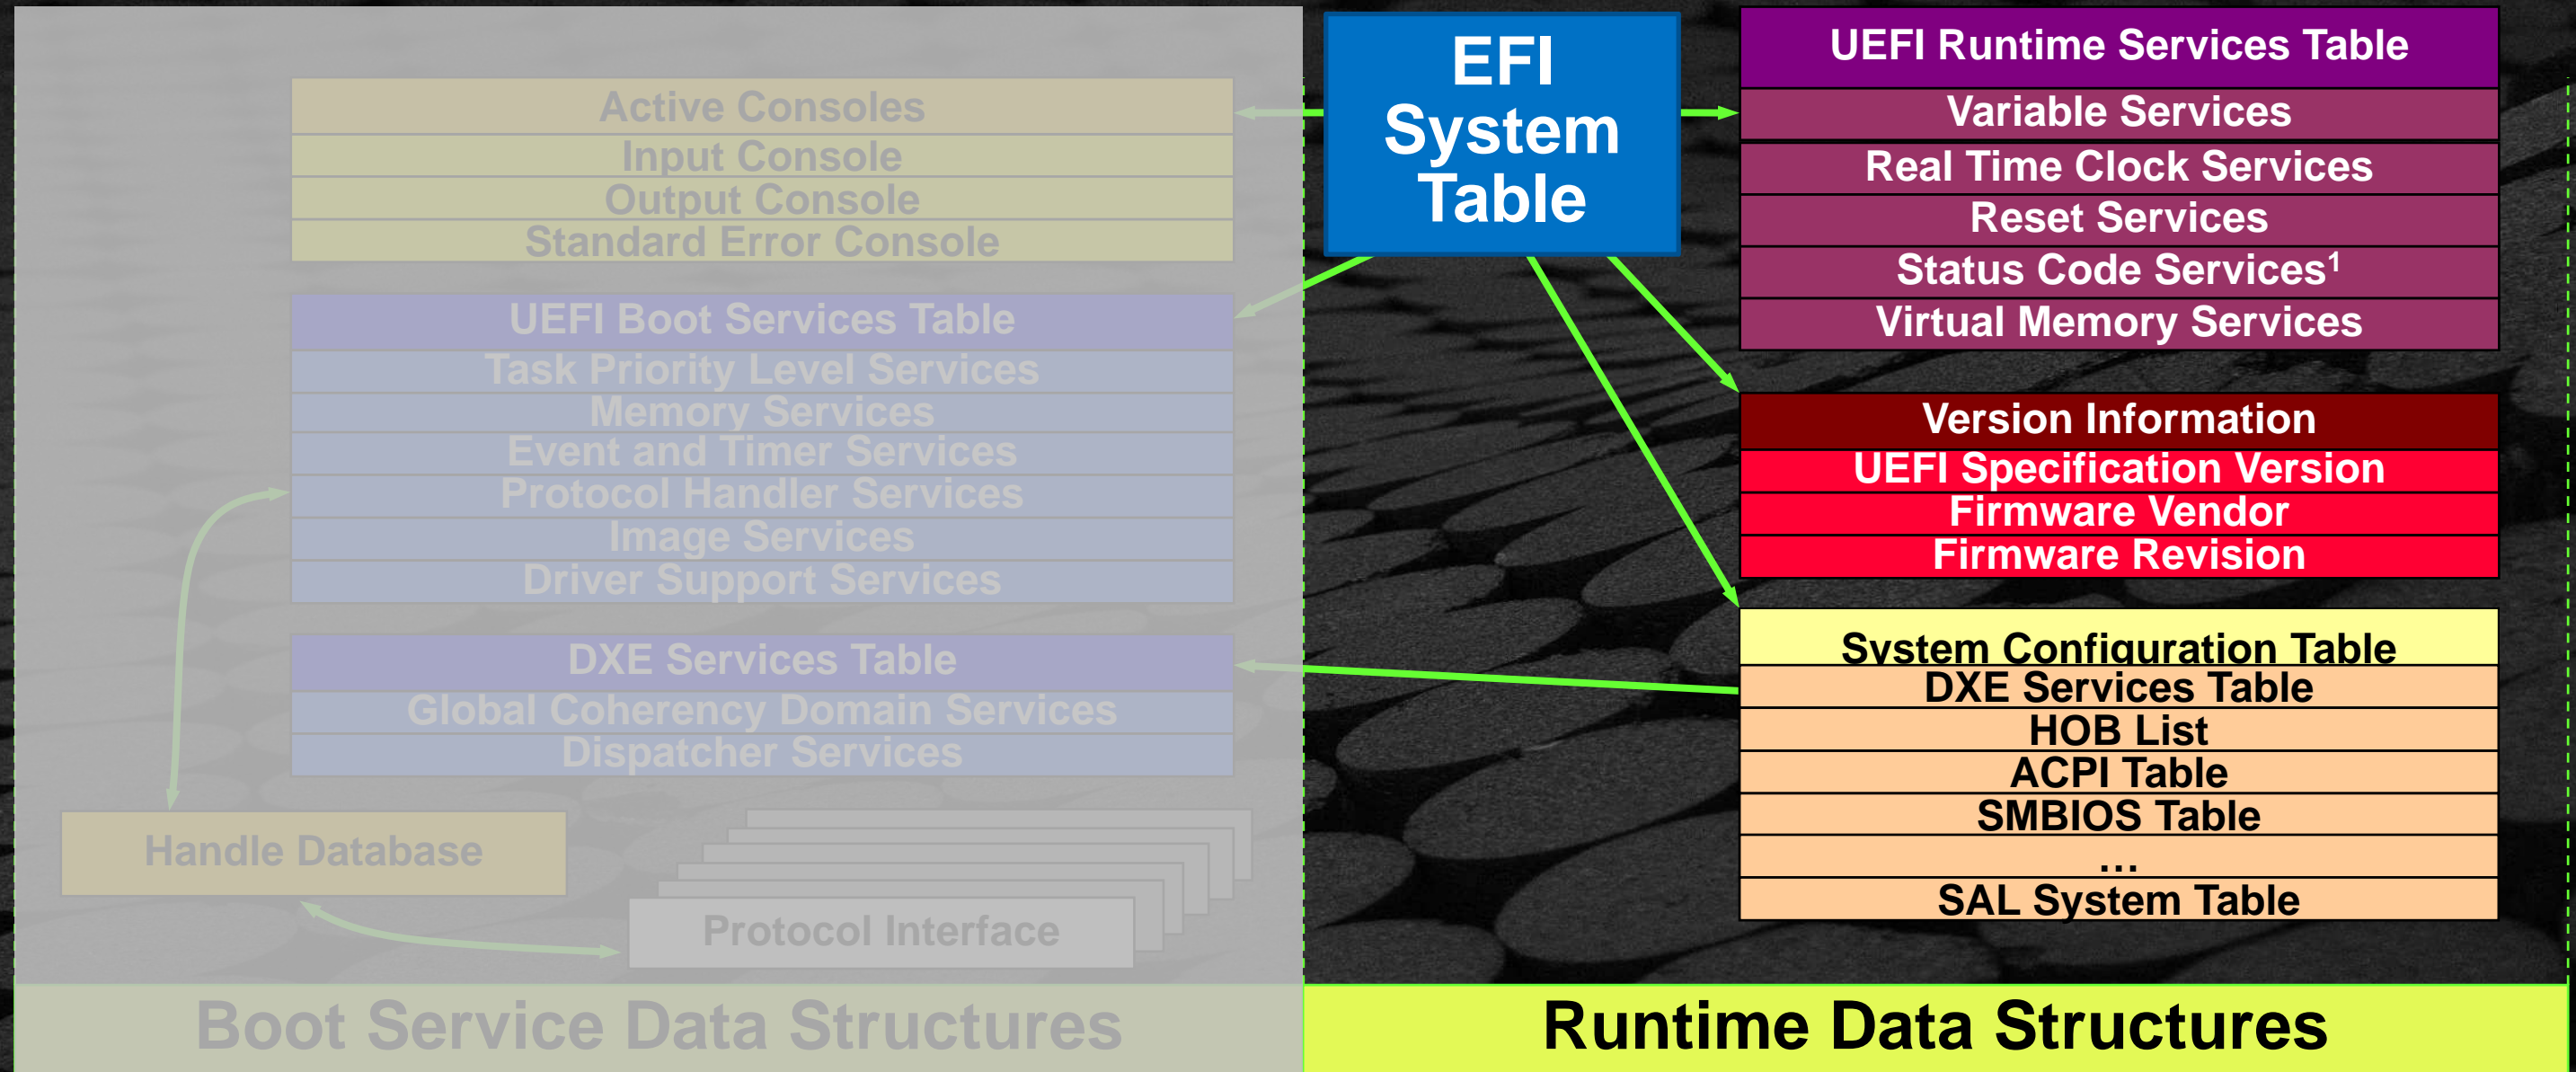 Active Consoles
Input Console
Output Console
Standard Error Console
UEFI Boot Services Table
Task Priority Level Services
Memory Services
Event and Timer Services
Protocol Handler Services
Image Services
Driver Support Services
DXE Services Table
Global Coherency Domain Services
Dispatcher Services
Handle Database
Protocol Interface
Boot Service Data Structures
EFI
System
Table
UEFI Runtime Services Table
Variable Services
Real Time Clock Services
Reset Services
Status Code Services¹
Virtual Memory Services
Version Information
UEFI Specification Version
Firmware Vendor
Firmware Revision
System Configuration Table
DXE Services Table
HOB List
ACPI Table
SMBIOS Table
…
SAL System Table
Runtime Data Structures